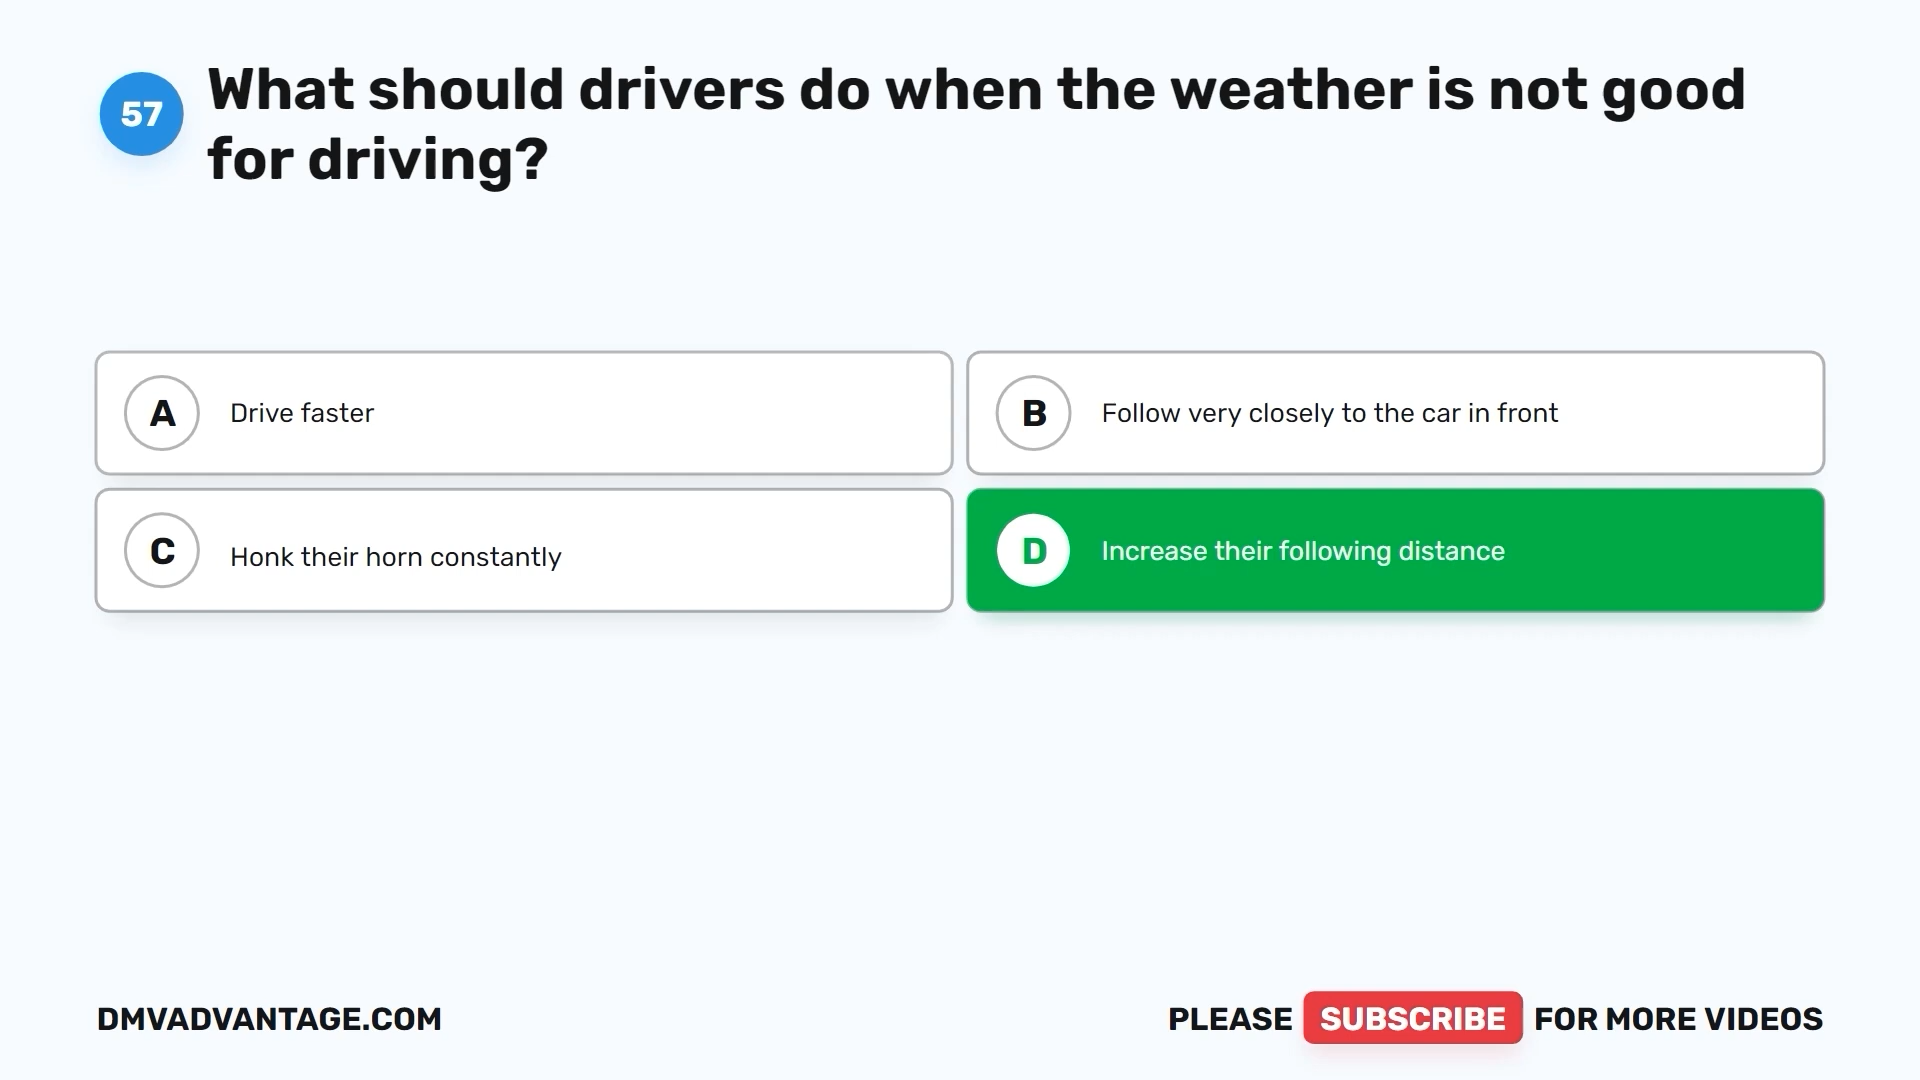 57
What should drivers do when the weather is not good
for driving?
A Drive faster
B Follow very closely to the car in front
C Honk their horn constantly
D Increase their following distance
DMVADVANTAGE.COM
PLEASE SUBSCRIBE FOR MORE VIDEOS